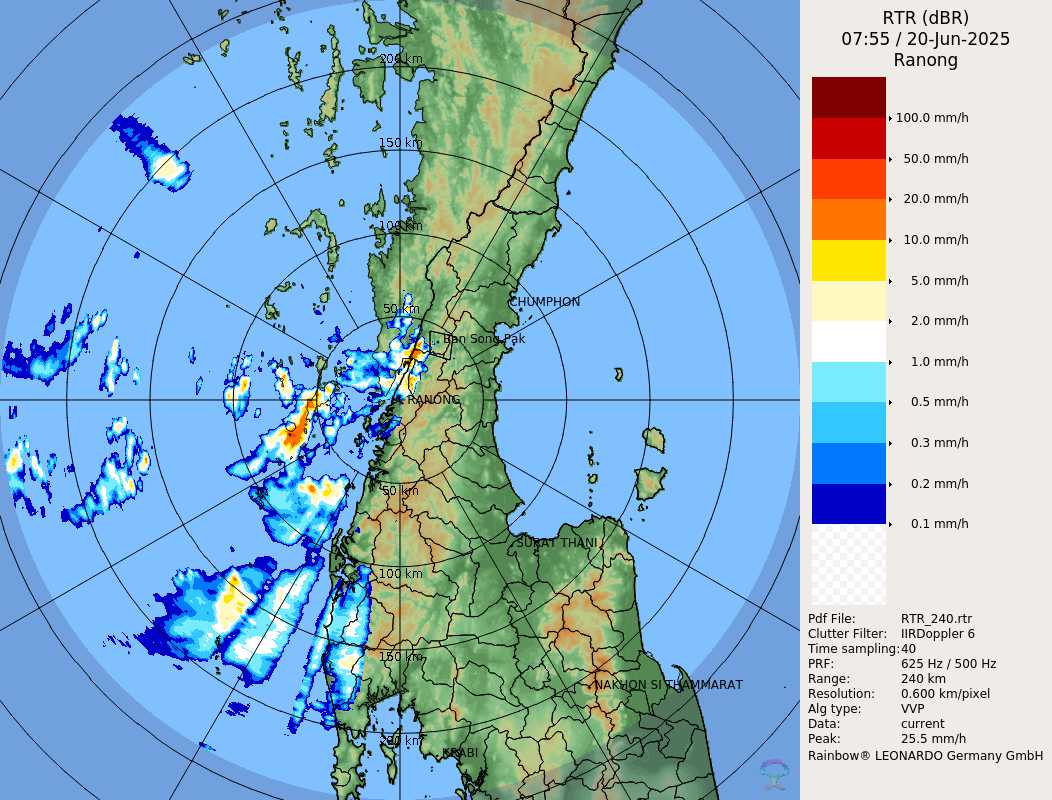 RTR (dBR)
07:55 / 20-Jun-2025
Ranong
200 km
150 km
100 km
50 km
CHUMPHON
Ban Song Pak
RANONG
50 km
SURAT THANI
100 km
150 km
NAKHON SI THAMMARAT
200 km
KRABI
100.0 mm/h
50.0 mm/h
20.0 mm/h
10.0 mm/h
5.0 mm/h
2.0 mm/h
1.0 mm/h
0.5 mm/h
0.3 mm/h
0.2 mm/h
0.1 mm/h
Pdf File: RTR_240.rtr
Clutter Filter: IIRDoppler 6
Time sampling:40
PRF: 625 Hz / 500 Hz
Range: 240 km
Resolution: 0.600 km/pixel
Alg type: VVP
Data: current
Peak: 25.5 mm/h
Rainbow® LEONARDO Germany GmbH